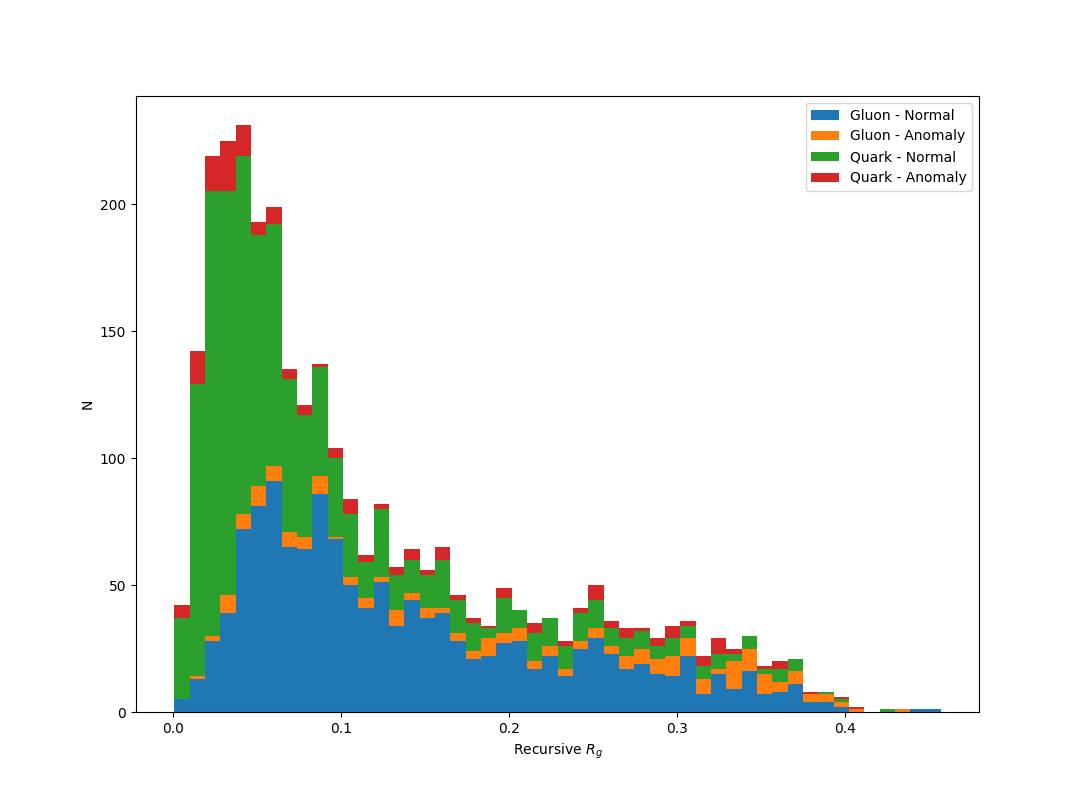 Gluon - Normal
Gluon - Anomaly
Quark - Normal
Quark - Anomaly
200
150
100
50
0
N
0.0 0.1 0.2 0.3 0.4
Recursive $R_g$